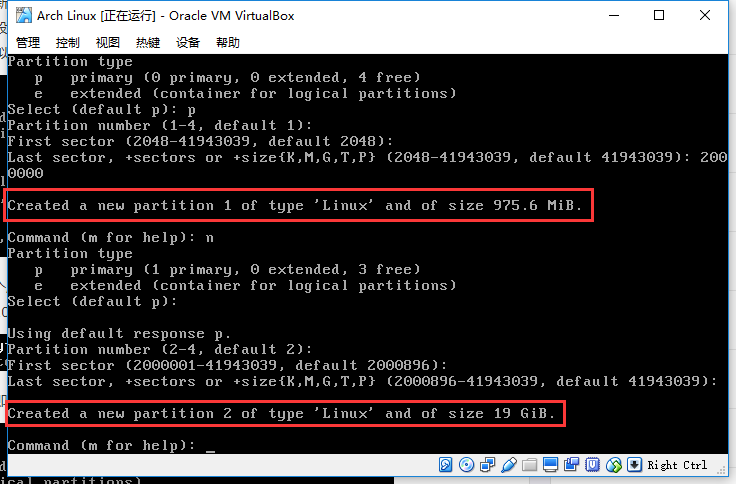 Arch Linux [正在运行] - Oracle VM VirtualBox
管理 控制 视图 热键 设备 帮助
Partition type
p primary (0 primary, 0 extended, 4 free)
e extended (container for logical partitions)
Select (default p): p
Partition number (1-4, default 1):
First sector (2048-41943039, default 2048):
Last sector, +sectors or +size{K,M,G,T,P} (2048-41943039, default 41943039): 200
0000
Created a new partition 1 of type 'Linux' and of size 975.6 MiB.
Command (m for help): n
Partition type
p primary (1 primary, 0 extended, 3 free)
e extended (container for logical partitions)
Select (default p):
Using default response p.
Partition number (2-4, default 2):
First sector (2000001-41943039, default 2000896):
Last sector, +sectors or +size{K,M,G,T,P} (2000896-41943039, default 41943039):
Created a new partition 2 of type 'Linux' and of size 19 GiB.
Command (m for help): _
Right Ctrl